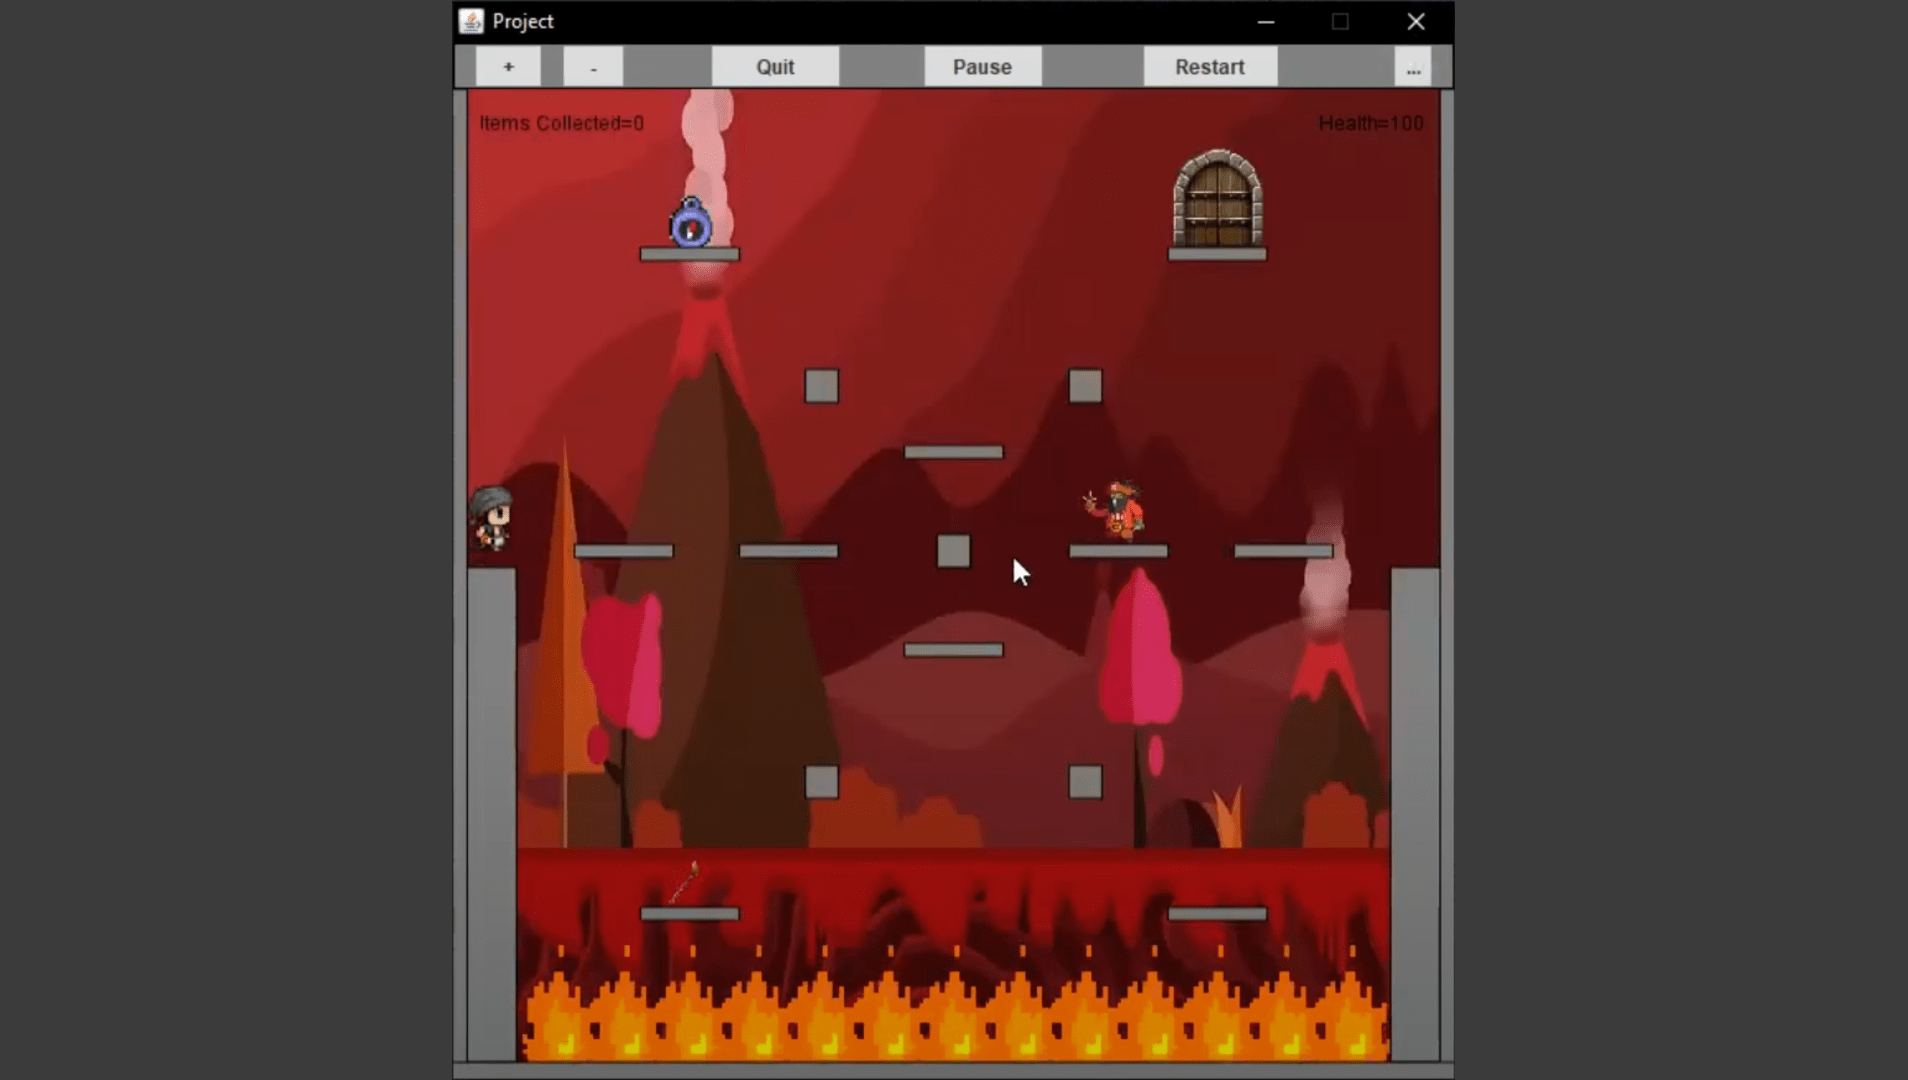 Project
+
-
Quit
Pause
Restart
...
Items Collected=0
Health=100